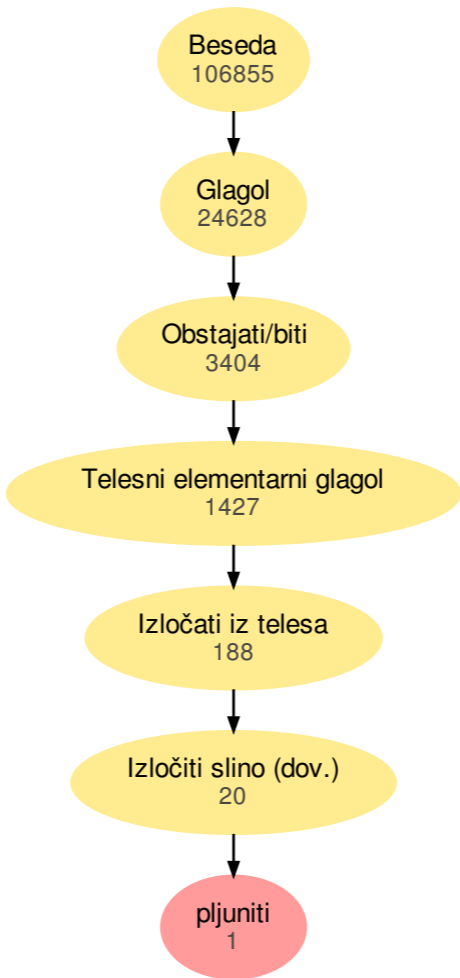 Beseda
106855
Glagol
24628
Obstajati/biti
3404
Telesni elementarni glagol
1427
Izločati iz telesa
188
Izločiti slino (dov.)
20
pljuniti
1